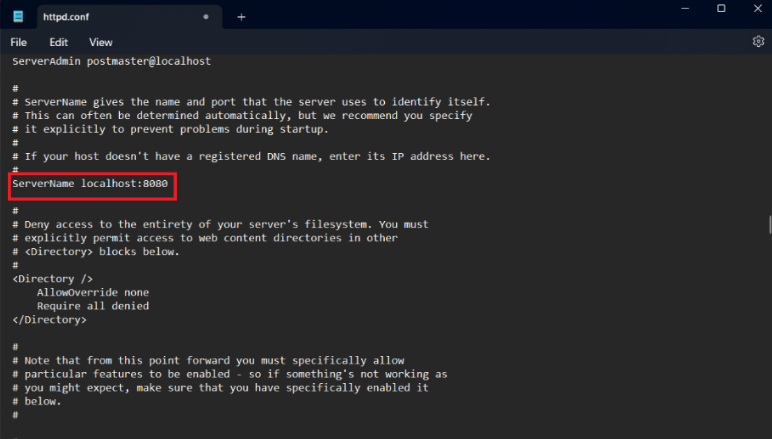 httpd.conf
File Edit View
ServerAdmin postmaster@localhost
#
# ServerName gives the name and port that the server uses to identify itself.
# This can often be determined automatically, but we recommend you specify
# it explicitly to prevent problems during startup.
#
# If your host doesn't have a registered DNS name, enter its IP address here.
#
ServerName localhost:8080
#
# Deny access to the entirety of your server's filesystem. You must
# explicitly permit access to web content directories in other
# <Directory> blocks below.
#
<Directory />
    AllowOverride none
    Require all denied
</Directory>
#
# Note that from this point forward you must specifically allow
# particular features to be enabled - so if something's not working as
# you might expect, make sure that you have specifically enabled it
# below.
#